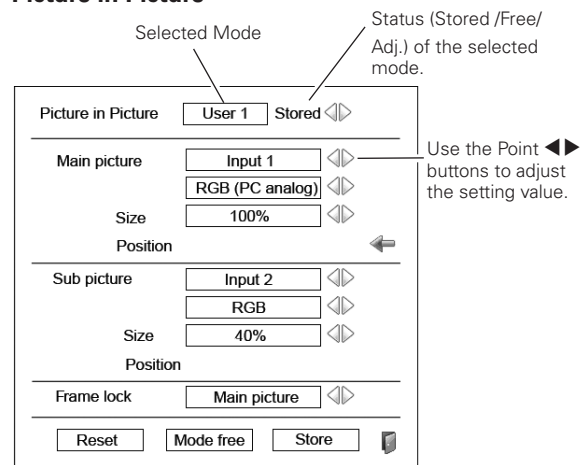 Picture in Picture
Selected Mode
Status (Stored /Free/
Adj.) of the selected
mode.
Picture in Picture User 1 Stored
Main picture Input 1
RGB (PC analog)
Size 100%
Position
Use the Point ◀▶
buttons to adjust
the setting value.
Sub picture Input 2
RGB
Size 40%
Position
Frame lock Main picture
Reset Mode free Store